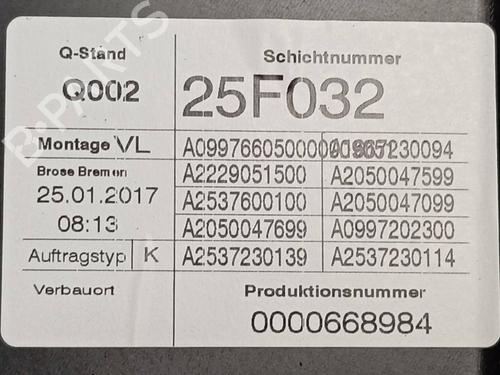 Q-Stand
Schichtnummer
Q002
25F032
Montage VL
A2229051500 A2050047599
Brose Bremen
25.01.2017
A2537600100 A2050047099
08:13
A2050047699 A0997202300
Auftragstyp K
A2537230139 A2537230114
Verbauort
Produktionsnummer
0000668984
B-PARTS